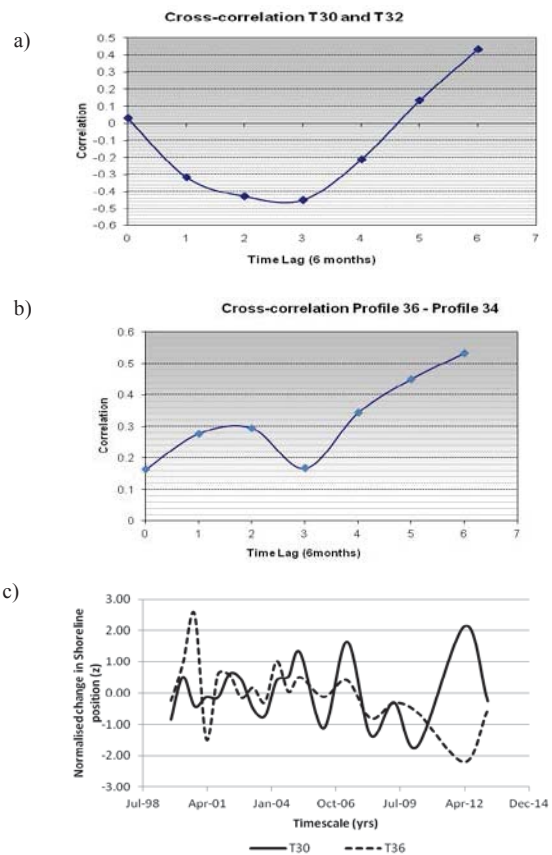 a)
Cross-correlation T30 and T32
0.5
0.4
0.3
0.2
0.1
0
-0.1
-0.2
-0.3
-0.4
-0.5
-0.6
Correlation
0 1 2 3 4 5 6 7
Time Lag (6 months)
b)
Cross-correlation Profile 36 - Profile 34
0.6
0.5
0.4
0.3
0.2
0.1
0
Correlation
0 1 2 3 4 5 6 7
Time Lag (6months)
c)
3.00
2.00
1.00
0.00
-1.00
-2.00
-3.00
Normalised change in Shoreline
position (z)
Jul-98 Apr-01 Jan-04 Oct-06 Jul-09 Apr-12 Dec-14
Timescale (yrs)
T30 T36